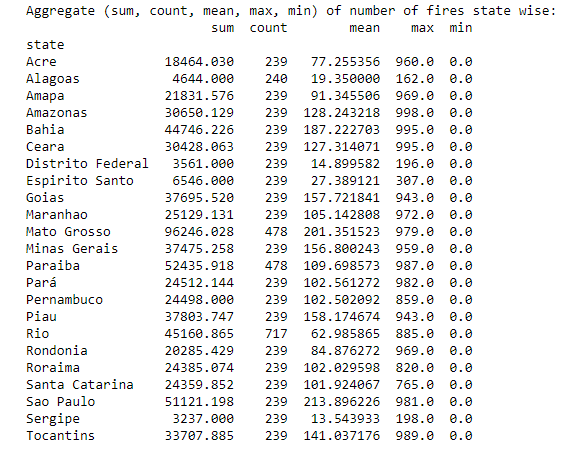 Aggregate (sum, count, mean, max, min) of number of fires state wise:
sum count mean max min
state
Acre 18464.030 239 77.255356 960.0 0.0
Alagoas 4644.000 240 19.350000 162.0 0.0
Amapa 21831.576 239 91.345506 969.0 0.0
Amazonas 30650.129 239 128.243218 998.0 0.0
Bahia 44746.226 239 187.222703 995.0 0.0
Ceara 30428.063 239 127.314071 995.0 0.0
Distrito Federal 3561.000 239 14.899582 196.0 0.0
Espirito Santo 6546.000 239 27.389121 307.0 0.0
Goias 37695.520 239 157.721841 943.0 0.0
Maranhao 25129.131 239 105.142808 972.0 0.0
Mato Grosso 96246.028 478 201.351523 979.0 0.0
Minas Gerais 37475.258 239 156.800243 959.0 0.0
Paraiba 52435.918 478 109.698573 987.0 0.0
Pará 24512.144 239 102.561272 982.0 0.0
Pernambuco 24498.000 239 102.502092 859.0 0.0
Piau 37803.747 239 158.174674 943.0 0.0
Rio 45160.865 717 62.985865 885.0 0.0
Rondonia 20285.429 239 84.876272 969.0 0.0
Roraima 24385.074 239 102.029598 820.0 0.0
Santa Catarina 24359.852 239 101.924067 765.0 0.0
Sao Paulo 51121.198 239 213.896226 981.0 0.0
Sergipe 3237.000 239 13.543933 198.0 0.0
Tocantins 33707.885 239 141.037176 989.0 0.0